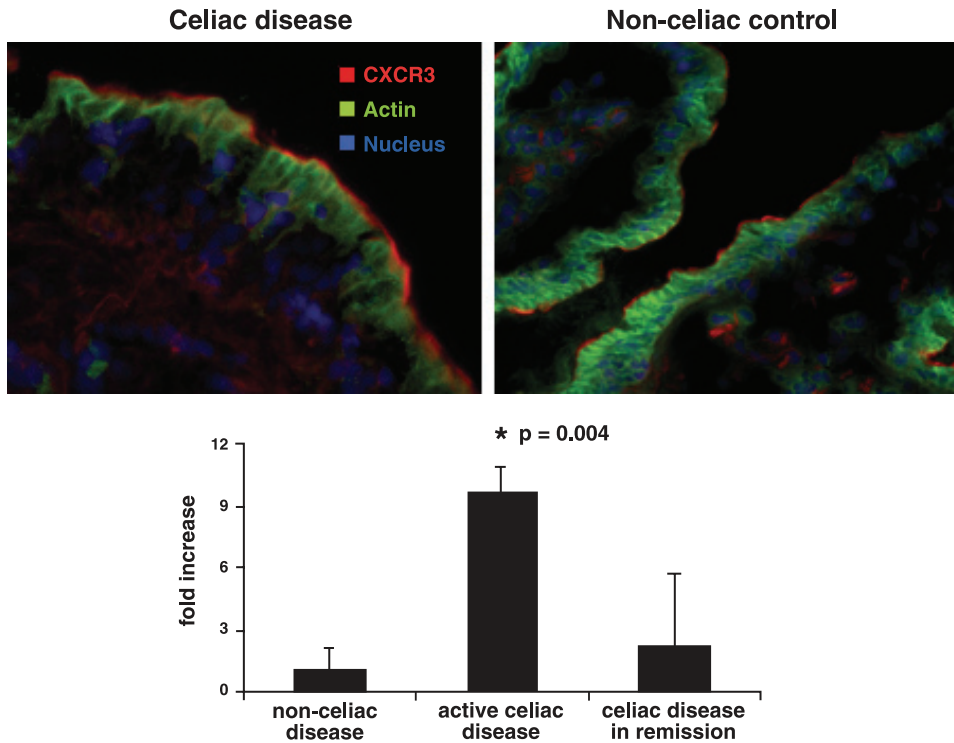 Celiac disease
Non-celiac control
CXCR3
Actin
Nucleus
* p = 0.004
12
9
6
3
0
fold increase
non-celiac
disease
active celiac
disease
celiac disease
in remission